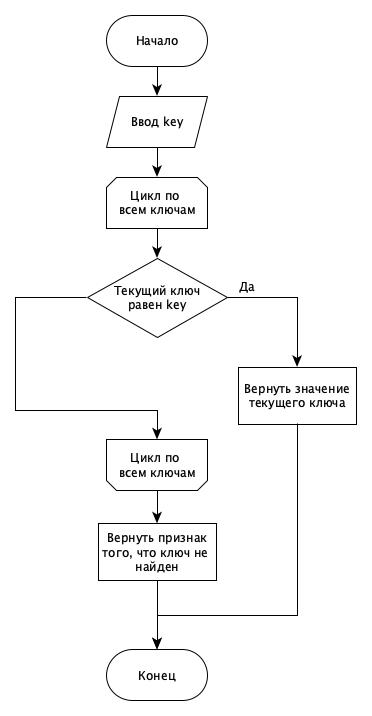 Начало
Ввод key
Цикл по
всем ключам
Текущий ключ
равен key
Да
Вернуть значение
текущего ключа
Цикл по
всем ключам
Вернуть признак
того, что ключ не
найден
Конец